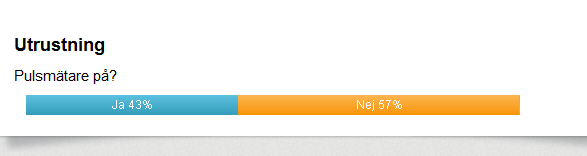 Utrustning
Pulsmätare på?
Ja 43% Nej 57%